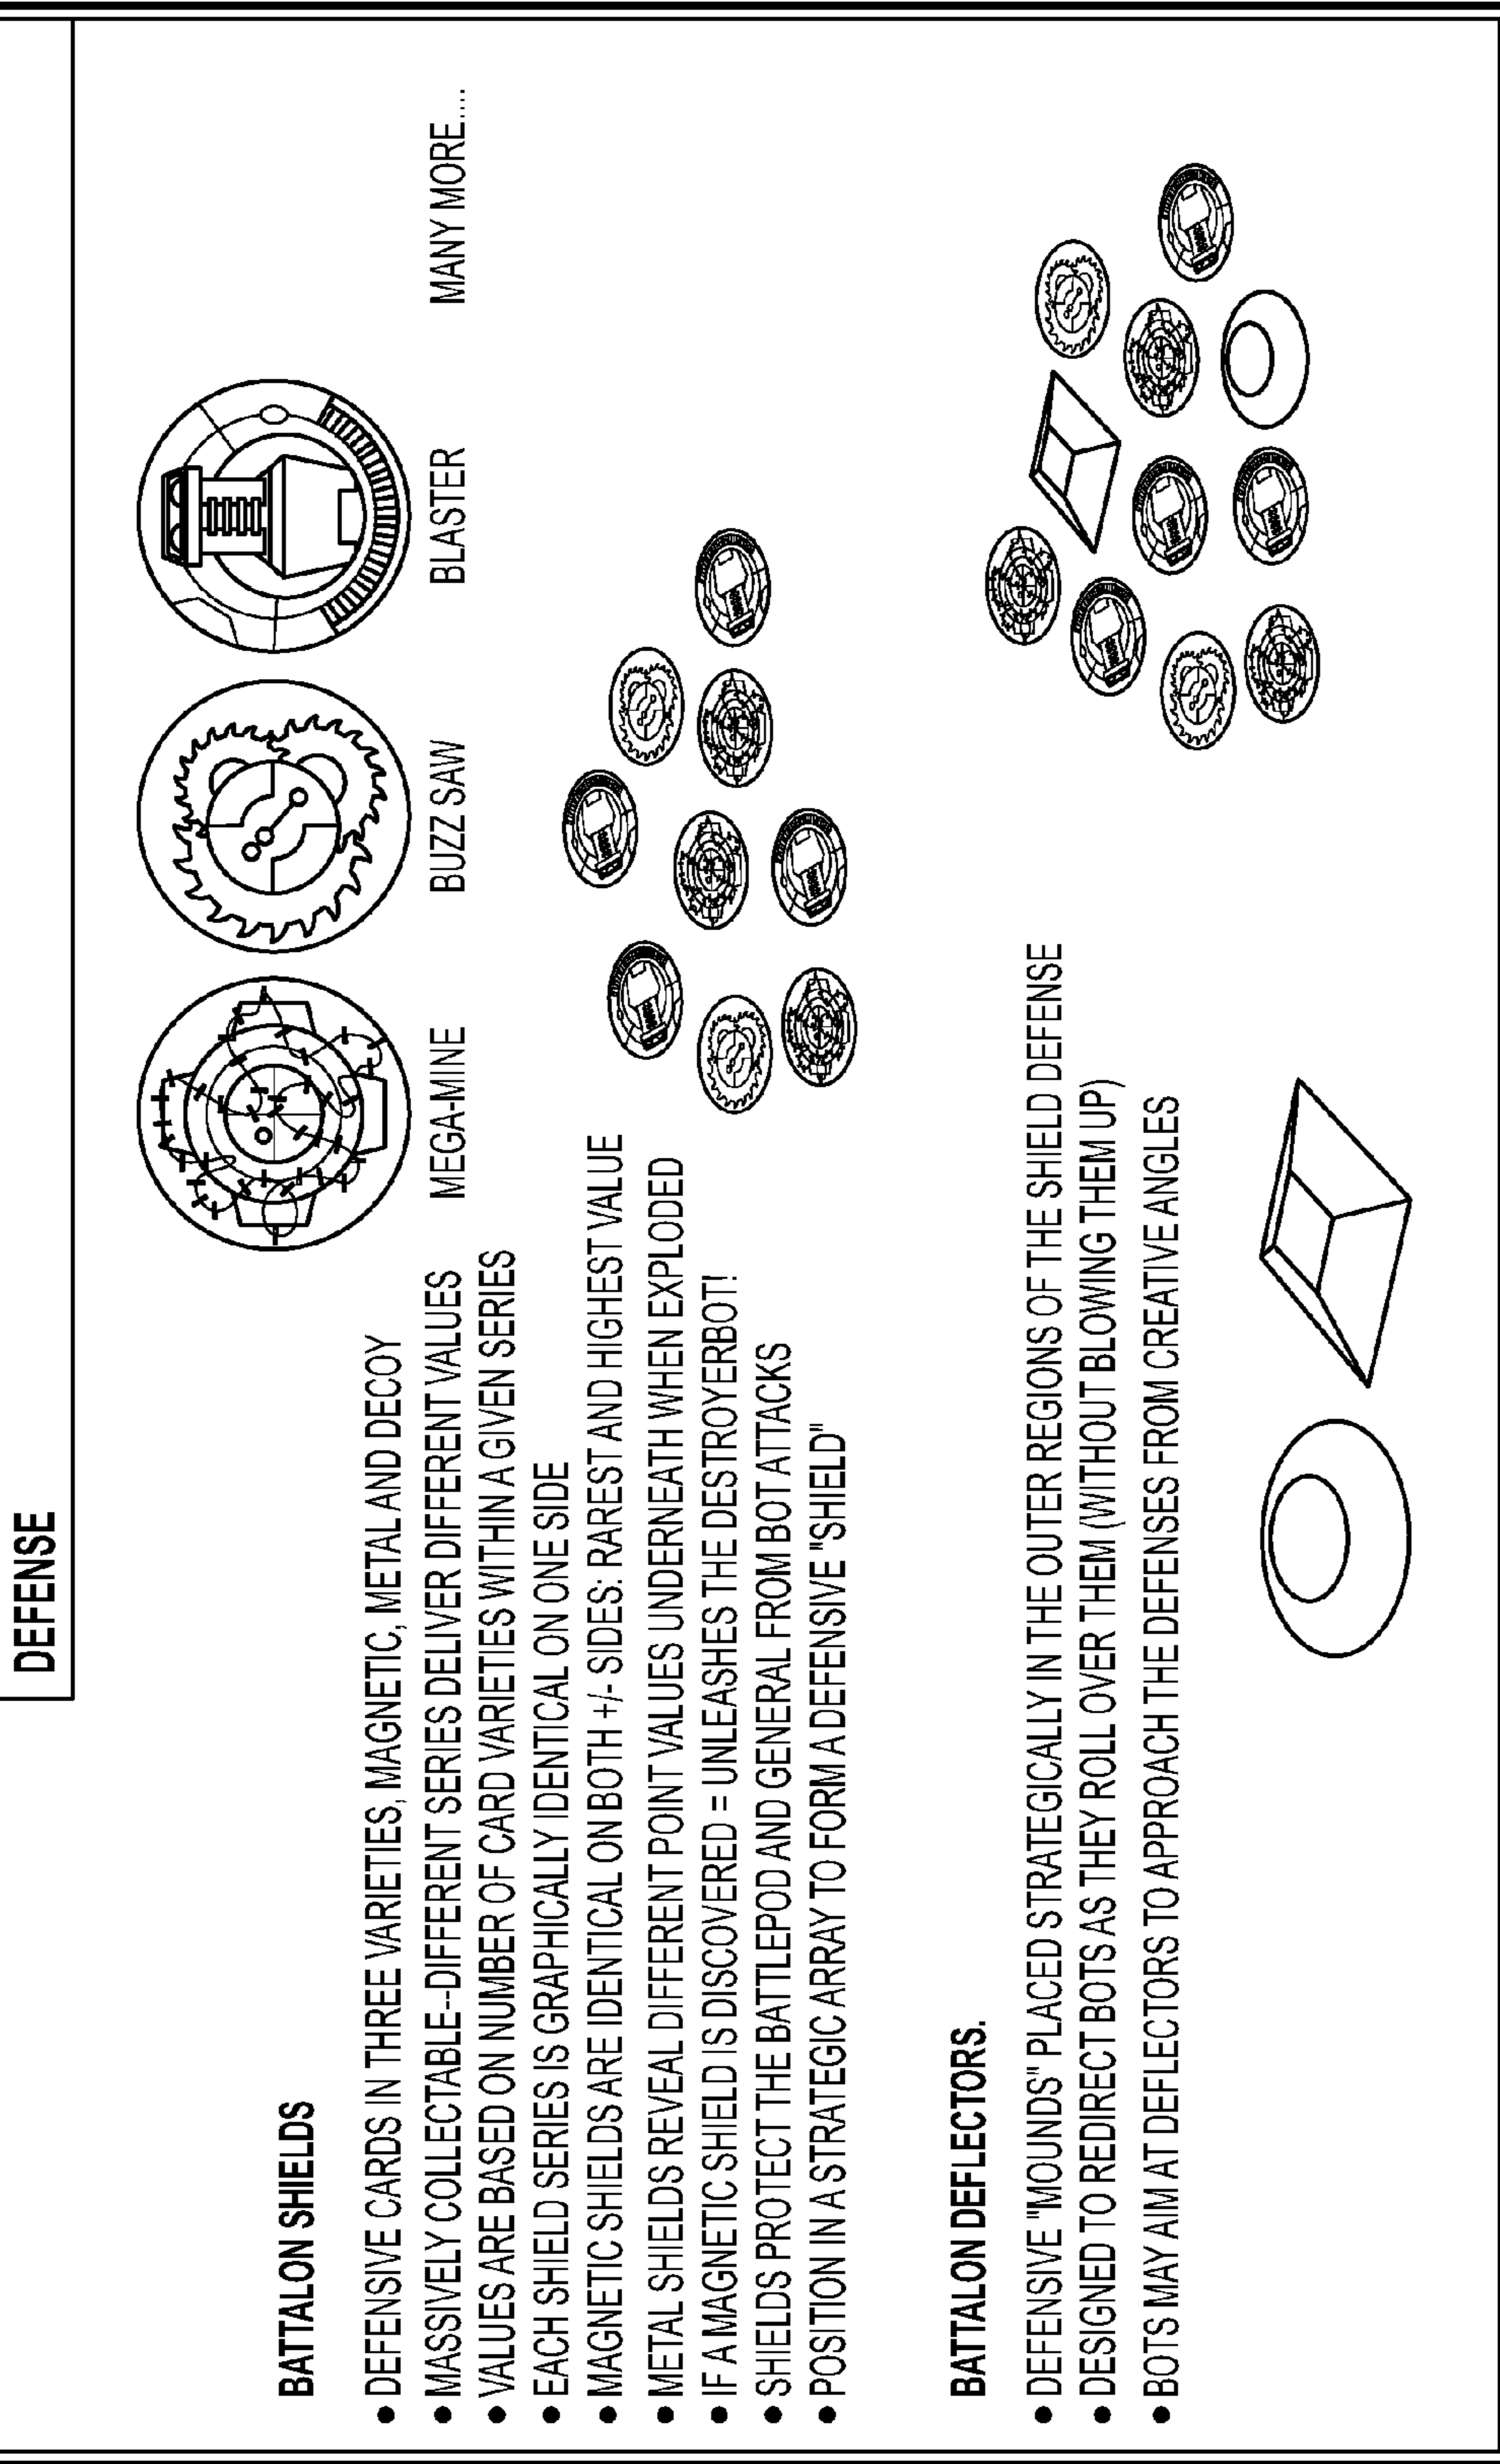 DEFENSE
BATTALON SHIELDS
• DEFENSIVE CARDS IN THREE VARIETIES, MAGNETIC, METAL AND DECOY
• MASSIVELY COLLECTABLE--DIFFERENT SERIES DELIVER DIFFERENT VALUES
• VALUES ARE BASED ON NUMBER OF CARD VARIETIES WITHIN A GIVEN SERIES
• EACH SHIELD SERIES IS GRAPHICALLY IDENTICAL ON ONE SIDE
• MAGNETIC SHIELDS ARE IDENTICAL ON BOTH +/- SIDES: RAREST AND HIGHEST VALUE
• METAL SHIELDS REVEAL DIFFERENT POINT VALUES UNDERNEATH WHEN EXPLODED
• IF A MAGNETIC SHIELD IS DISCOVERED = UNLEASHES THE DESTROYERBOT!
• SHIELDS PROTECT THE BATTLEPOD AND GENERAL FROM BOT ATTACKS
• POSITION IN A STRATEGIC ARRAY TO FORM A DEFENSIVE "SHIELD"
MEGA-MINE BUZZ SAW BLASTER MANY MORE....
BATTALON DEFLECTORS.
• DEFENSIVE "MOUNDS" PLACED STRATEGICALLY IN THE OUTER REGIONS OF THE SHIELD DEFENSE
• DESIGNED TO REDIRECT BOTS AS THEY ROLL OVER THEM (WITHOUT BLOWING THEM UP)
• BOTS MAY AIM AT DEFLECTORS TO APPROACH THE DEFENSES FROM CREATIVE ANGLES